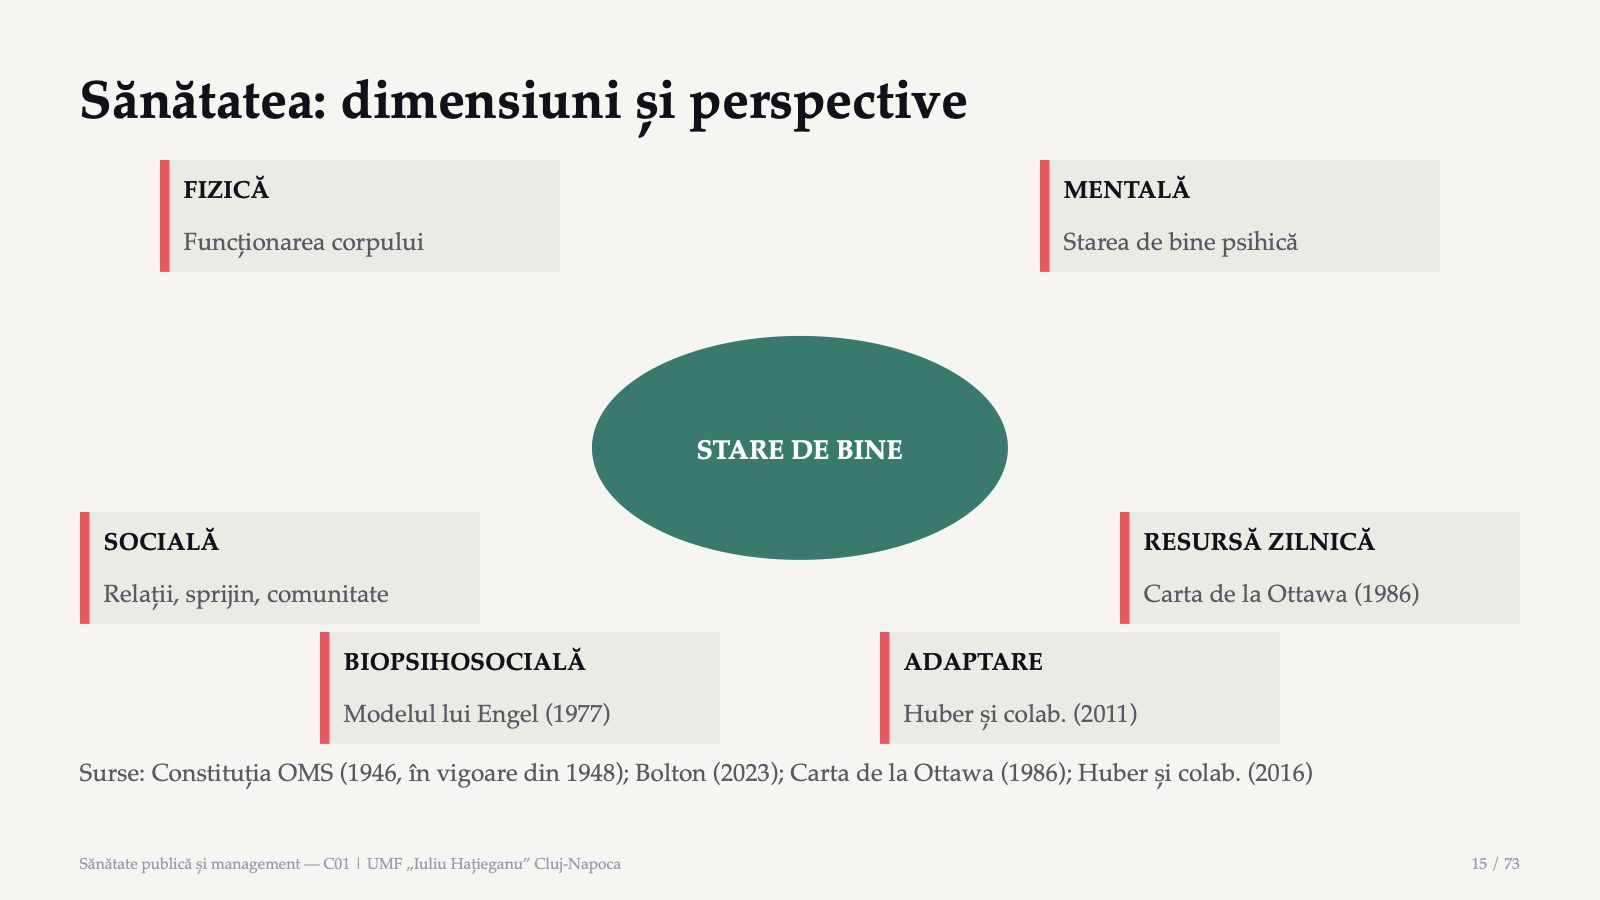 Sănătatea: dimensiuni și perspective
FIZICĂ
Funcționarea corpului
MENTALĂ
Starea de bine psihică
STARE DE BINE
SOCIALĂ
Relații, sprijin, comunitate
RESURSĂ ZILNICĂ
Carta de la Ottawa (1986)
BIOPSIHOSOCIALĂ
Modelul lui Engel (1977)
ADAPTARE
Huber și colab. (2011)
Surse: Constituția OMS (1946, în vigoare din 1948); Bolton (2023); Carta de la Ottawa (1986); Huber și colab. (2016)
Sănătate publică și management — C01 | UMF „Iuliu Hațieganu” Cluj-Napoca
15 / 73